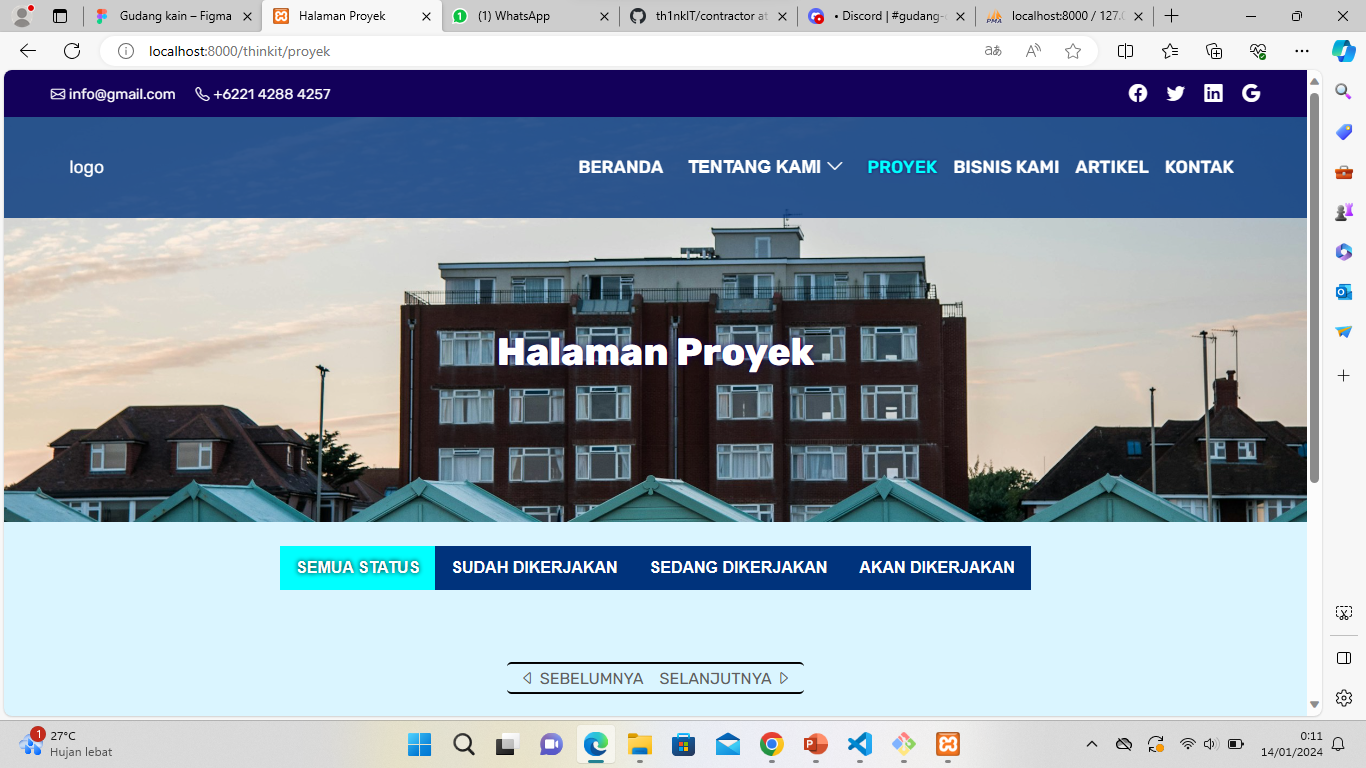 Gudang kain – Figma
Halaman Proyek
(1) WhatsApp
th1nkIT/contractor at
• Discord | #gudang-
localhost:8000 / 127.0
localhost:8000/thinkit/proyek
info@gmail.com
+6221 4288 4257
logo
BERANDA
TENTANG KAMI
PROYEK
BISNIS KAMI
ARTIKEL
KONTAK
Halaman Proyek
SEMUA STATUS
SUDAH DIKERJAKAN
SEDANG DIKERJAKAN
AKAN DIKERJAKAN
SEBELUMNYA
SELANJUTNYA
1
27°C
Hujan lebat
0:11
14/01/2024